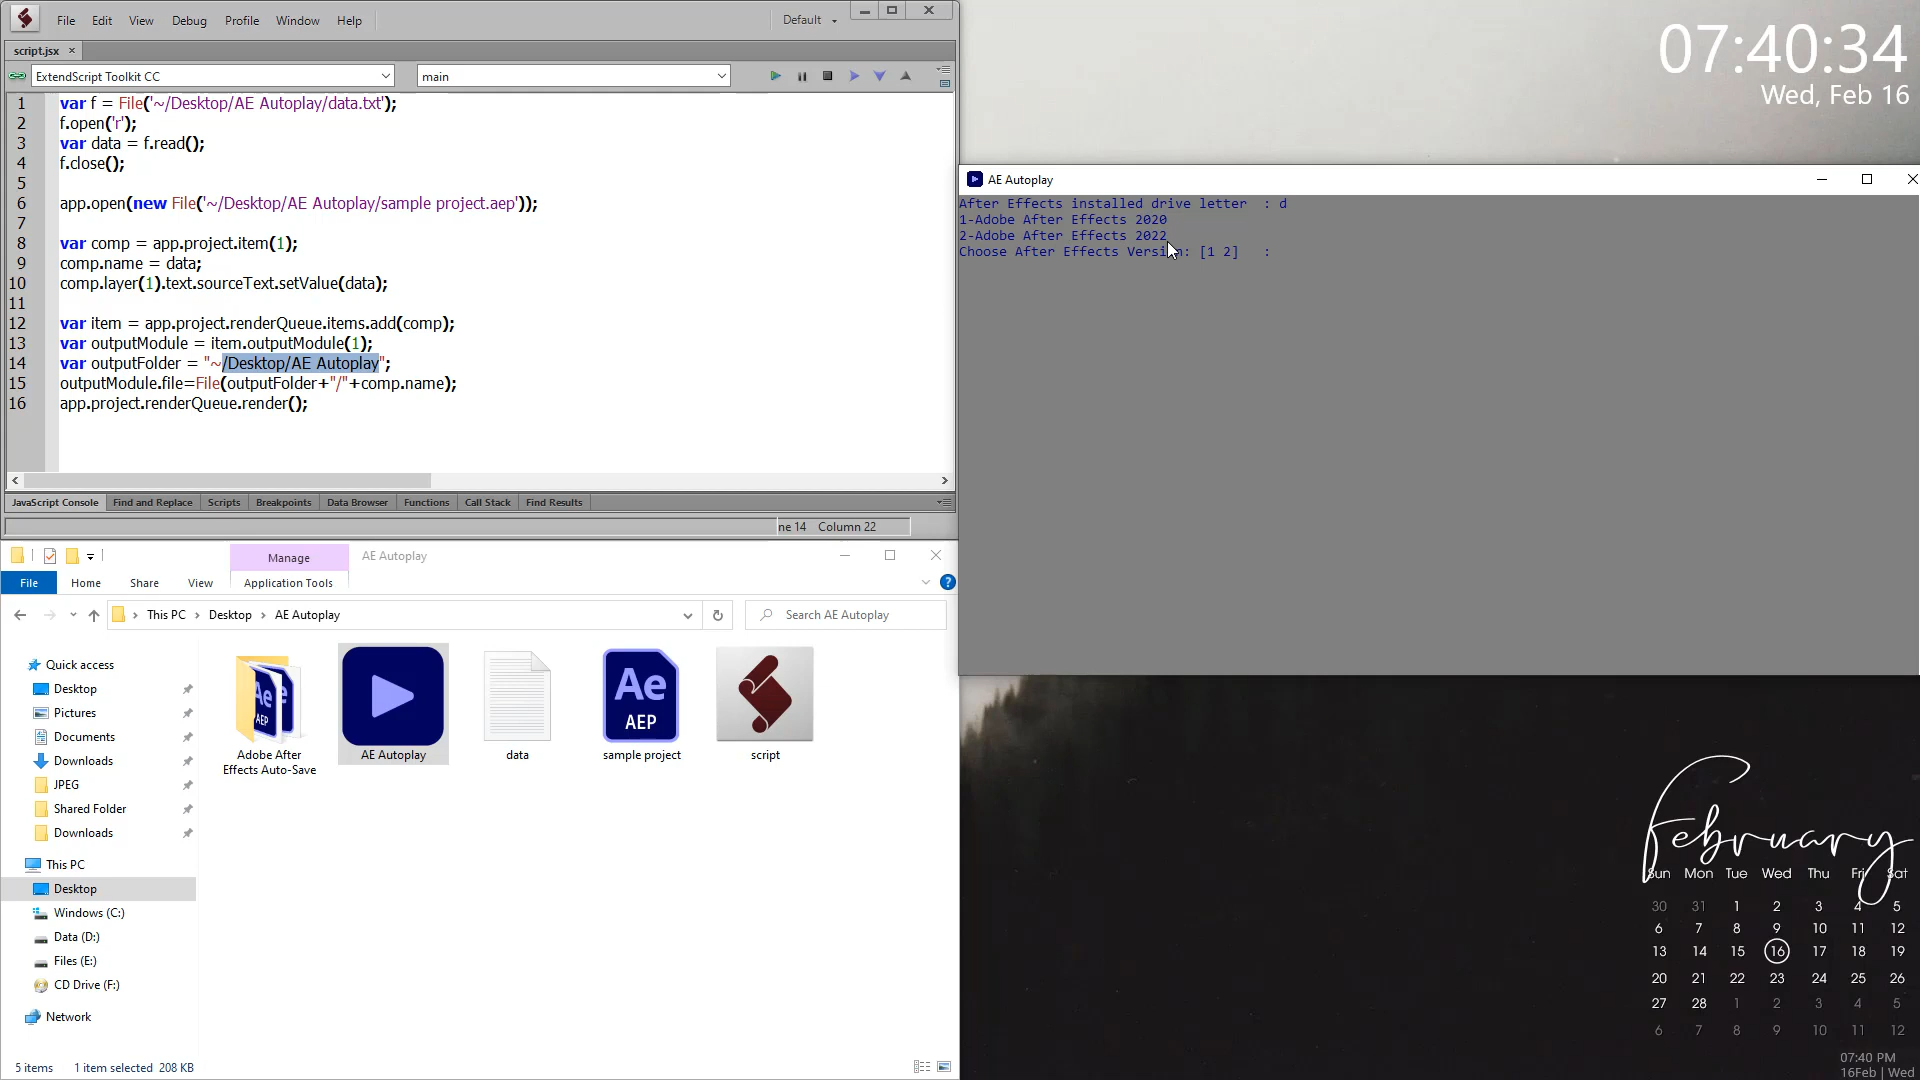 File Edit View Debug Profile Window Help Default
script.jsx
ExtendScript Toolkit CC main
1 var f = File('~/Desktop/AE Autoplay/data.txt');
2 f.open('r');
3 var data = f.read();
4 f.close();
5
6 app.open(new File('~/Desktop/AE Autoplay/sample project.aep'));
7
8 var comp = app.project.item(1);
9 comp.name = data;
10 comp.layer(1).text.sourceText.setValue(data);
11
12 var item = app.project.renderQueue.items.add(comp);
13 var outputModule = item.outputModule(1);
14 var outputFolder = "~/Desktop/AE Autoplay";
15 outputModule.file=File(outputFolder+"/"+comp.name);
16 app.project.renderQueue.render();
JavaScript Console Find and Replace Scripts Breakpoints Data Browser Functions Call Stack Find Results
ne 14 Column 22
07:40:34
Wed, Feb 16
AE Autoplay
After Effects installed drive letter : d
1-Adobe After Effects 2020
2-Adobe After Effects 2022
Choose After Effects Version: [1 2] :
Manage AE Autoplay
File Home Share View Application Tools
This PC Desktop AE Autoplay
Search AE Autoplay
Quick access
Desktop
Pictures
Documents
Downloads
JPEG
Shared Folder
Downloads
This PC
Desktop
Windows (C:)
Data (D:)
Files (E:)
CD Drive (F:)
Network
Ae
AEP
Adobe After
Effects Auto-Save
AE Autoplay
data
sample project
script
5 items 1 item selected 208 KB
february
Sun Mon Tue Wed Thu Fri Sat
30 31 1 2 3 4 5
6 7 8 9 10 11 12
13 14 15 16 17 18 19
20 21 22 23 24 25 26
27 28 1 2 3 4 5
6 7 8 9 10 11 12
07:40 PM
16Feb | Wed